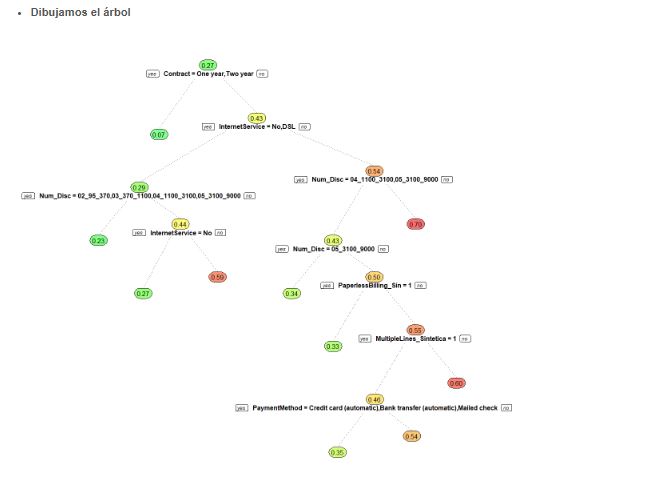 Dibujamos el árbol
0.27
yes Contract = One year,Two year no
0.43
yes InternetService = No,DSL no
0.07
0.54
yes Num_Disc = 04_1100_3100,05_3100_9000 no
0.29
yes Num_Disc = 02_95_370,03_370_1100,04_1100_3100,05_3100_9000 no
0.44
yes InternetService = No no
0.70
0.23
0.43
yes Num_Disc = 05_3100_9000 no
0.59
0.50
yes PaperlessBilling_Sin = 1 no
0.27
0.34
0.55
yes MultipleLines_Sintetica = 1 no
0.33
0.60
0.46
yes PaymentMethod = Credit card (automatic),Bank transfer (automatic),Mailed check no
0.54
0.35